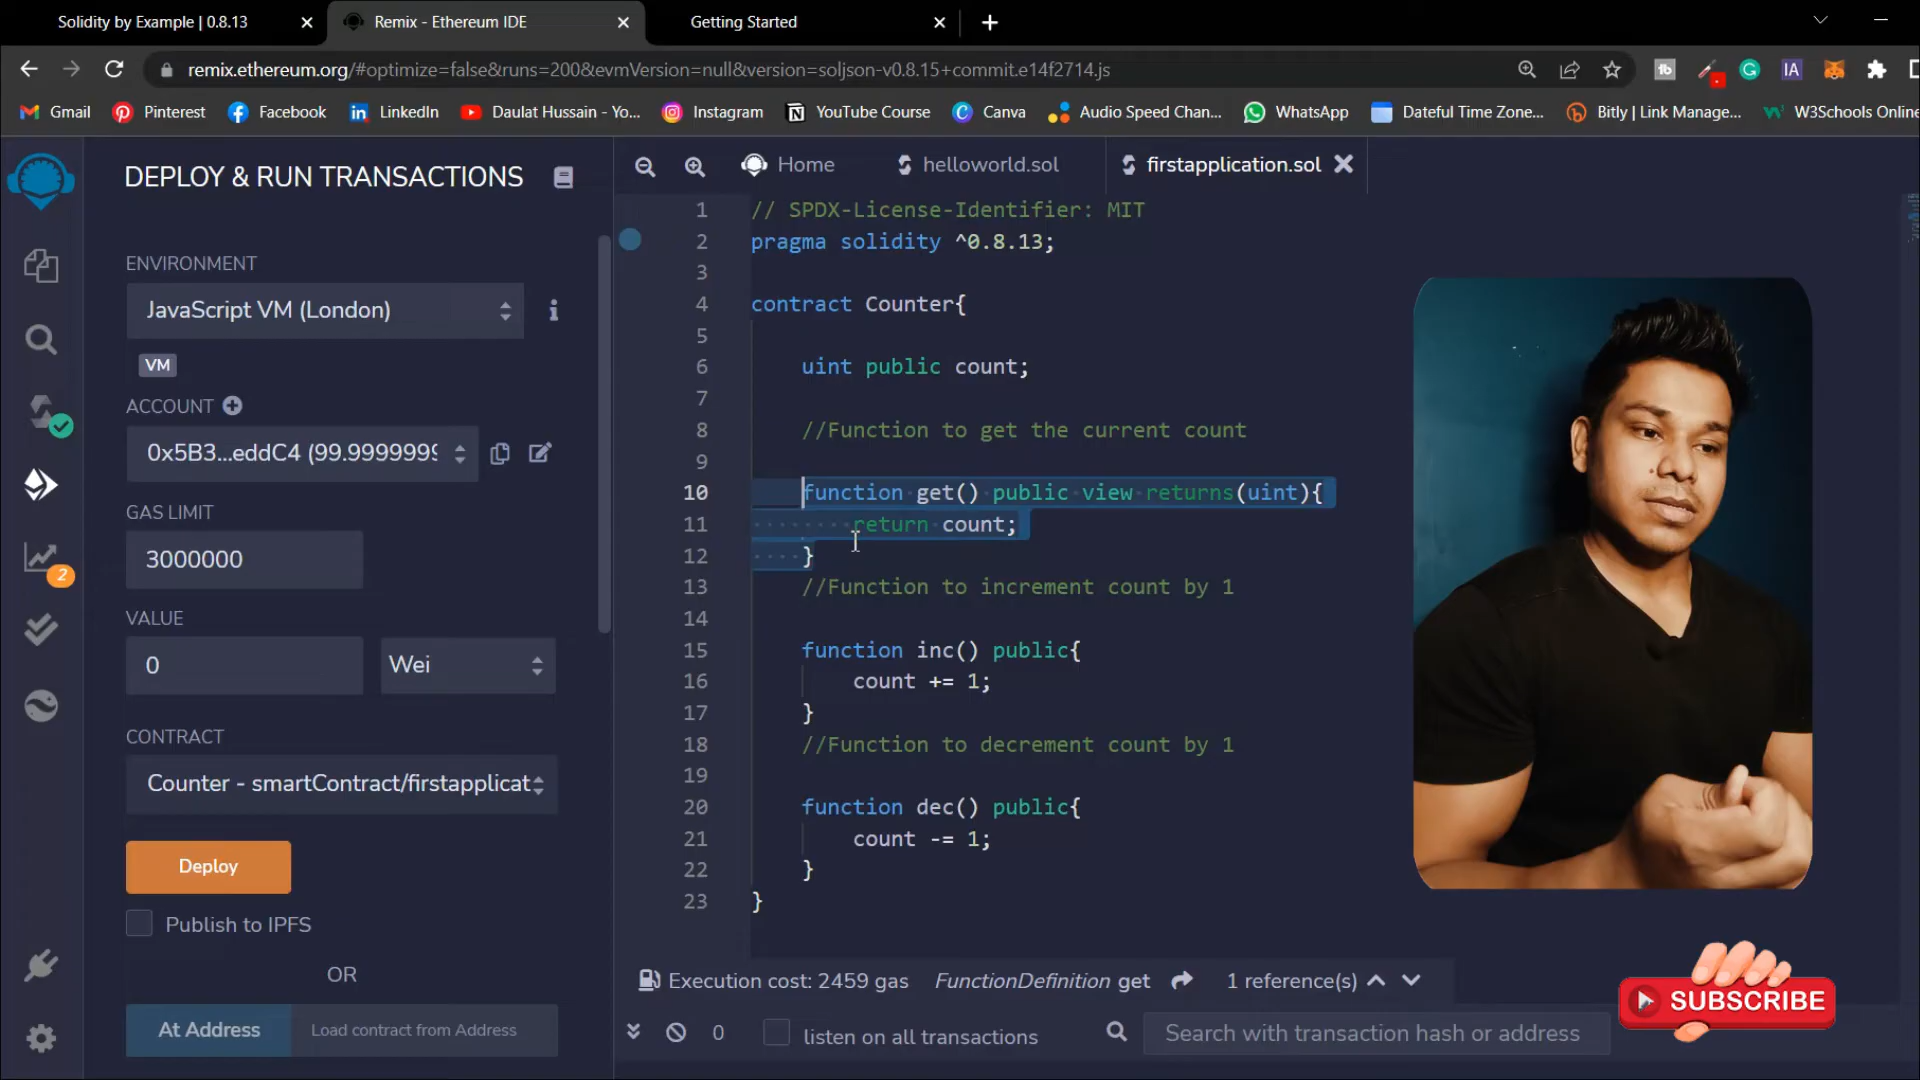 Solidity by Example | 0.8.13
Remix - Ethereum IDE
Getting Started
remix.ethereum.org/#optimize=false&runs=200&evmVersion=null&version=soljson-v0.8.15+commit.e14f2714.js
Gmail
Pinterest
Facebook
LinkedIn
Daulat Hussain - Yo...
Instagram
YouTube Course
Canva
Audio Speed Chan...
WhatsApp
Dateful Time Zone...
Bitly | Link Manage...
W3Schools Online
DEPLOY & RUN TRANSACTIONS
ENVIRONMENT
JavaScript VM (London)
VM
ACCOUNT
0x5B3...eddC4 (99.9999999
GAS LIMIT
3000000
VALUE
0
Wei
CONTRACT
Counter - smartContract/firstapplicat
Deploy
Publish to IPFS
OR
At Address
Load contract from Address
2
Home
helloworld.sol
firstapplication.sol
1 // SPDX-License-Identifier: MIT
2 pragma solidity ^0.8.13;
3
4 contract Counter{
5
6 uint public count;
7
8 //Function to get the current count
9
10 function get() public view returns(uint){
11 return count;
12 }
13 //Function to increment count by 1
14
15 function inc() public{
16 count += 1;
17 }
18 //Function to decrement count by 1
19
20 function dec() public{
21 count -= 1;
22 }
23 }
Execution cost: 2459 gas FunctionDefinition get 1 reference(s)
0 listen on all transactions Search with transaction hash or address
SUBSCRIBE
IA